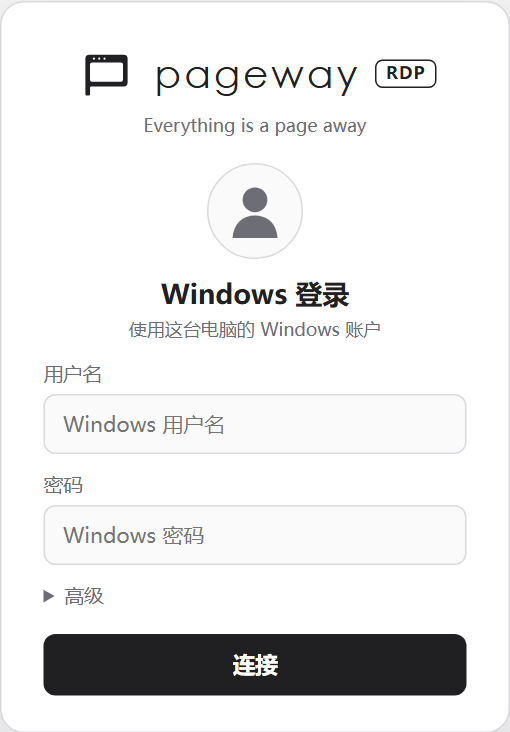 pageway RDP
Everything is a page away
Windows 登录
使用这台电脑的 Windows 账户
用户名
Windows 用户名
密码
Windows 密码
高级
连接